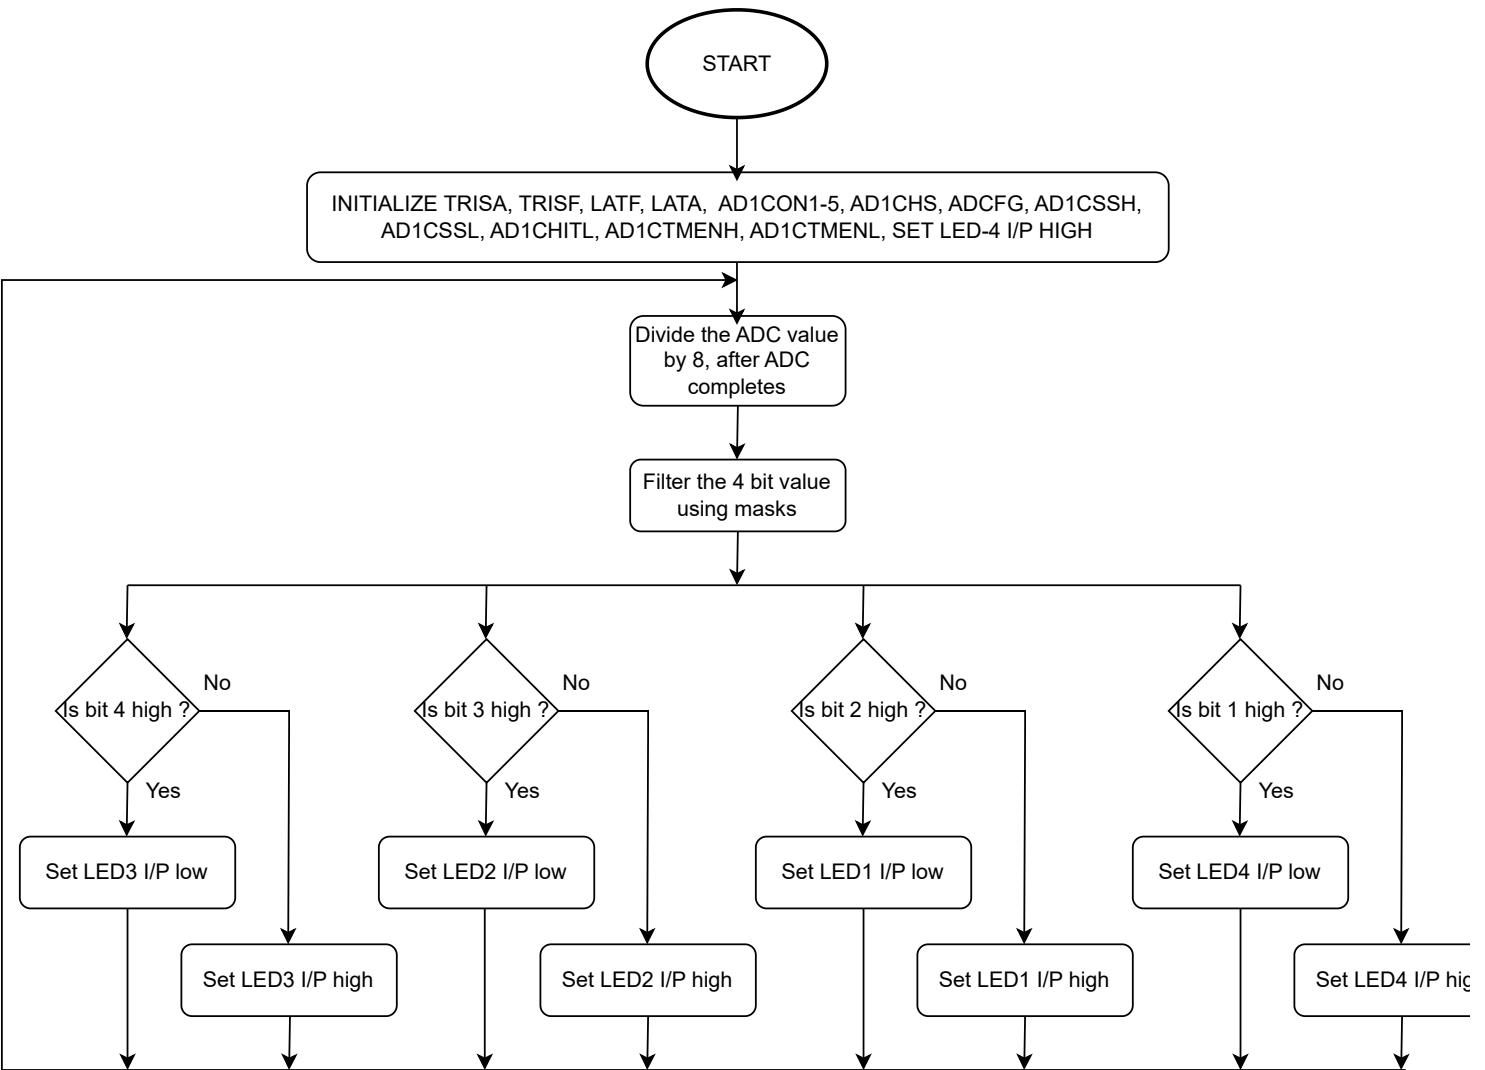 START
INITIALIZE TRISA, TRISF, LATF, LATA, AD1CON1-5, AD1CHS, ADCFG, AD1CSSH,
AD1CSSL, AD1CHITL, AD1CTMENH, AD1CTMENL, SET LED-4 I/P HIGH
Divide the ADC value
by 8, after ADC
completes
Filter the 4 bit value
using masks
No
No
No
No
Is bit 4 high ?
Is bit 3 high ?
Is bit 2 high ?
Is bit 1 high ?
Yes
Yes
Yes
Yes
Set LED3 I/P low
Set LED2 I/P low
Set LED1 I/P low
Set LED4 I/P low
Set LED3 I/P high
Set LED2 I/P high
Set LED1 I/P high
Set LED4 I/P